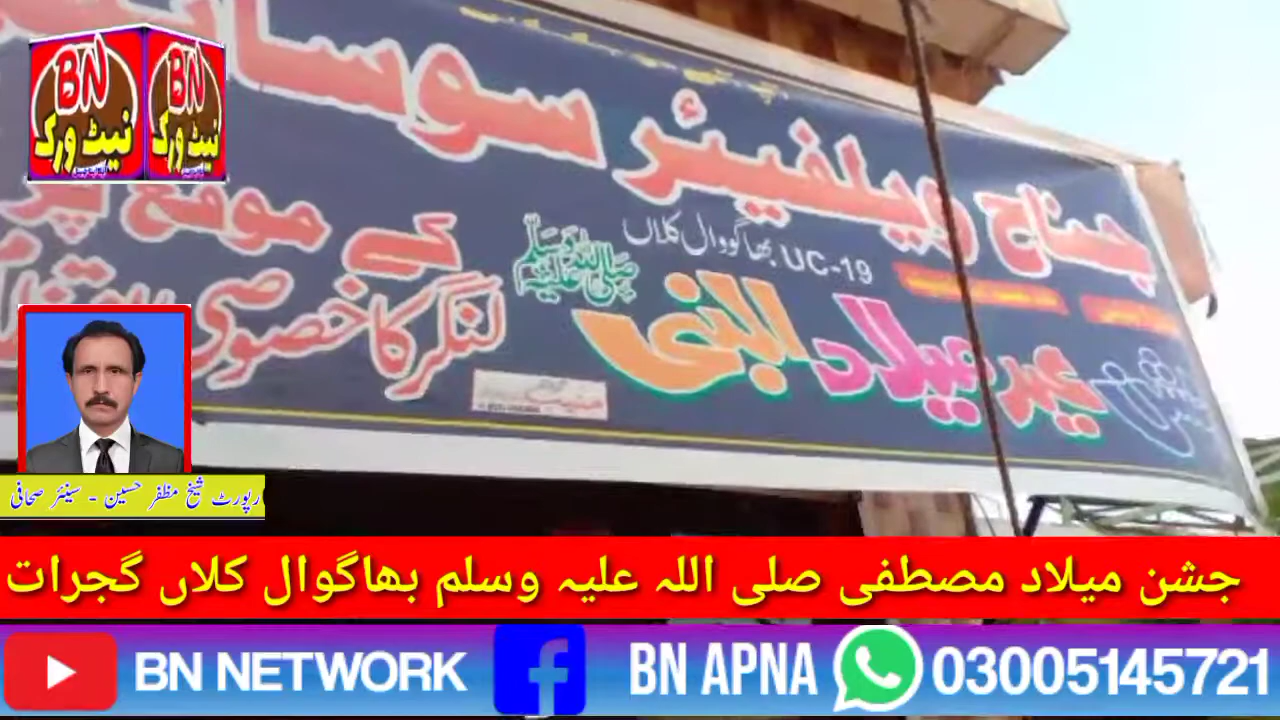 BN
نیٹ ورک
BN
نیٹ ورک
جناح ویلفیئر
UC-19 بھاگووال کلاں
جشن عید میلاد النبی صلی اللہ علیہ وسلم کے موقع پر
لنگر کا خصوصی
رپورٹ شیخ مظفر حسین - سینئر صحافی
جشن میلاد مصطفی صلی اللہ علیہ وسلم بھاگوال کلاں گجرات
BN NETWORK
BN APNA
03005145721